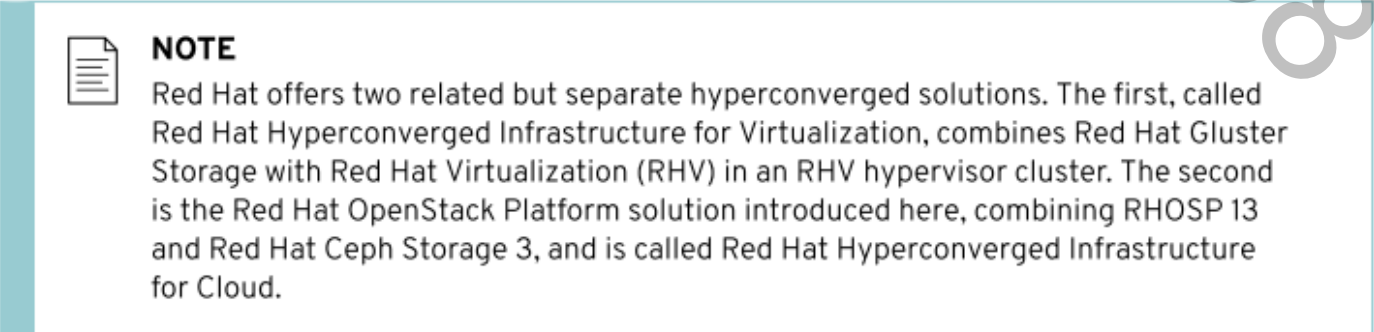 NOTE
Red Hat offers two related but separate hyperconverged solutions. The first, called
Red Hat Hyperconverged Infrastructure for Virtualization, combines Red Hat Gluster
Storage with Red Hat Virtualization (RHV) in an RHV hypervisor cluster. The second
is the Red Hat OpenStack Platform solution introduced here, combining RHOSP 13
and Red Hat Ceph Storage 3, and is called Red Hat Hyperconverged Infrastructure
for Cloud.